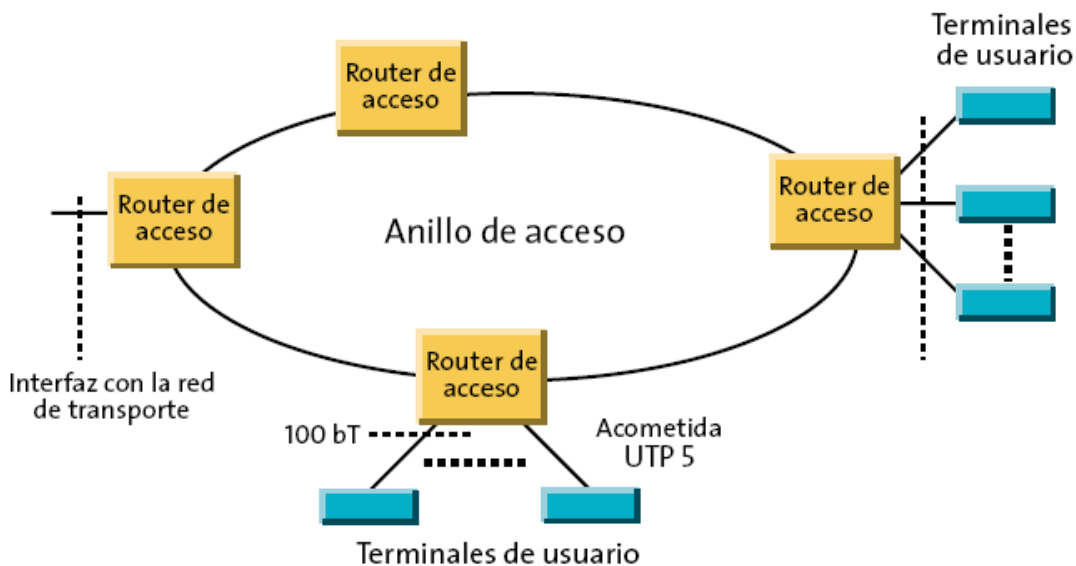 Terminales
de usuario
Router de
acceso
Router de
acceso
Router de
acceso
Anillo de acceso
Router de
acceso
Interfaz con la red
de transporte
100 bT
Acometida
UTP 5
Terminales de usuario